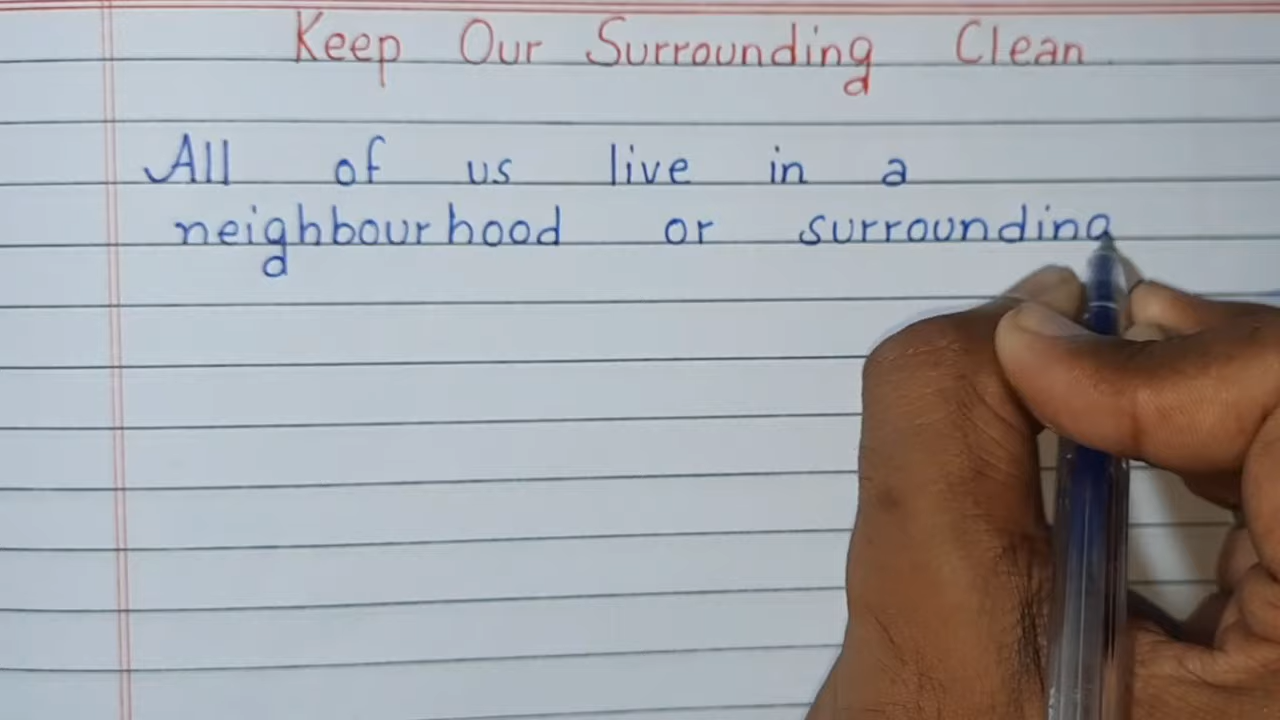 Keep Our Surrounding Clean
All of us live in a
neighbourhood or surrounding